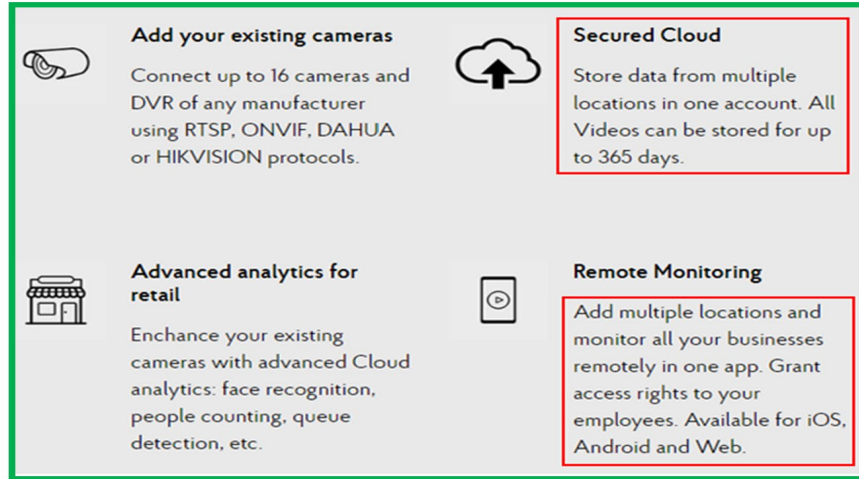 Add your existing cameras
Connect up to 16 cameras and
DVR of any manufacturer
using RTSP, ONVIF, DAHUA
or HIKVISION protocols.
Secured Cloud
Store data from multiple
locations in one account. All
Videos can be stored for up
to 365 days.
Advanced analytics for
retail
Enchance your existing
cameras with advanced Cloud
analytics: face recognition,
people counting, queue
detection, etc.
Remote Monitoring
Add multiple locations and
monitor all your businesses
remotely in one app. Grant
access rights to your
employees. Available for iOS,
Android and Web.